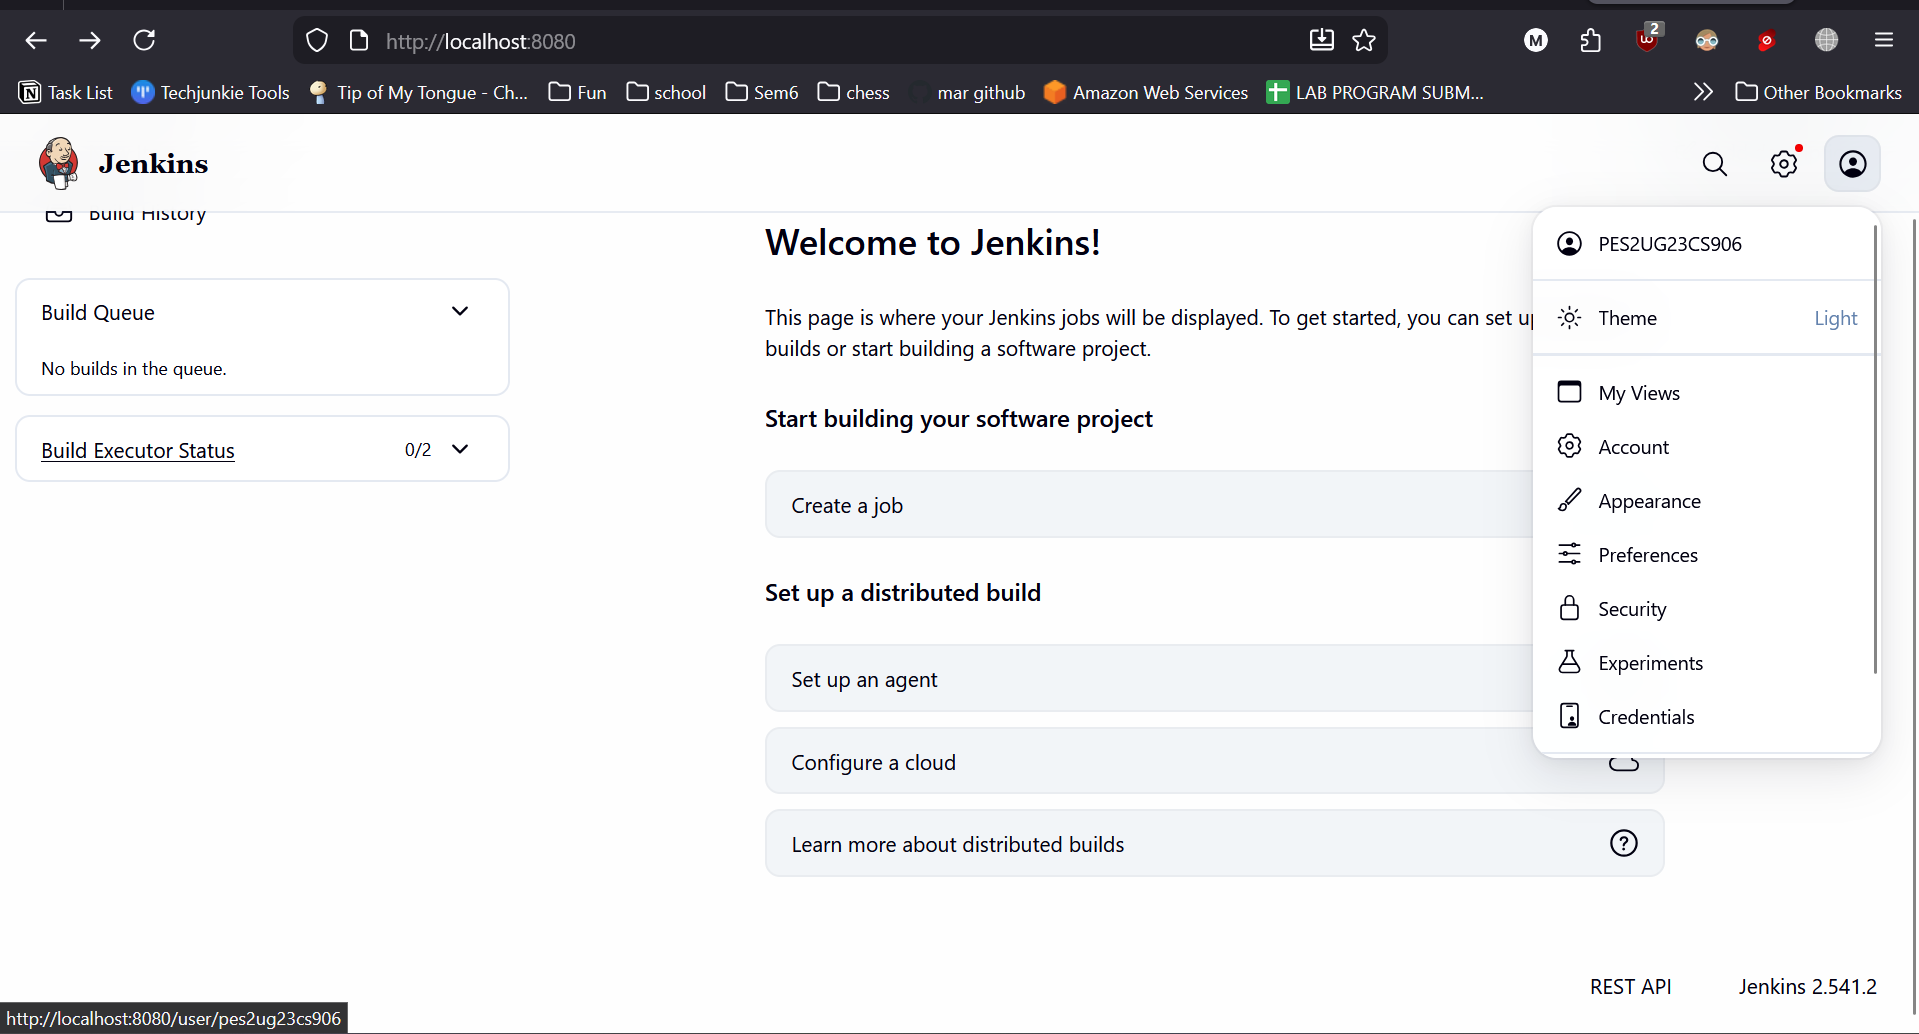 http://localhost:8080
M
2
Task List
Techjunkie Tools
Tip of My Tongue - Ch...
Fun
school
Sem6
chess
mar github
Amazon Web Services
LAB PROGRAM SUBM...
Other Bookmarks
Jenkins
Build History
Build Queue
No builds in the queue.
Build Executor Status
0/2
Welcome to Jenkins!
This page is where your Jenkins jobs will be displayed. To get started, you can set up
builds or start building a software project.
Start building your software project
Create a job
Set up a distributed build
Set up an agent
Configure a cloud
Learn more about distributed builds
PES2UG23CS906
Theme
Light
My Views
Account
Appearance
Preferences
Security
Experiments
Credentials
REST API
Jenkins 2.541.2
http://localhost:8080/user/pes2ug23cs906